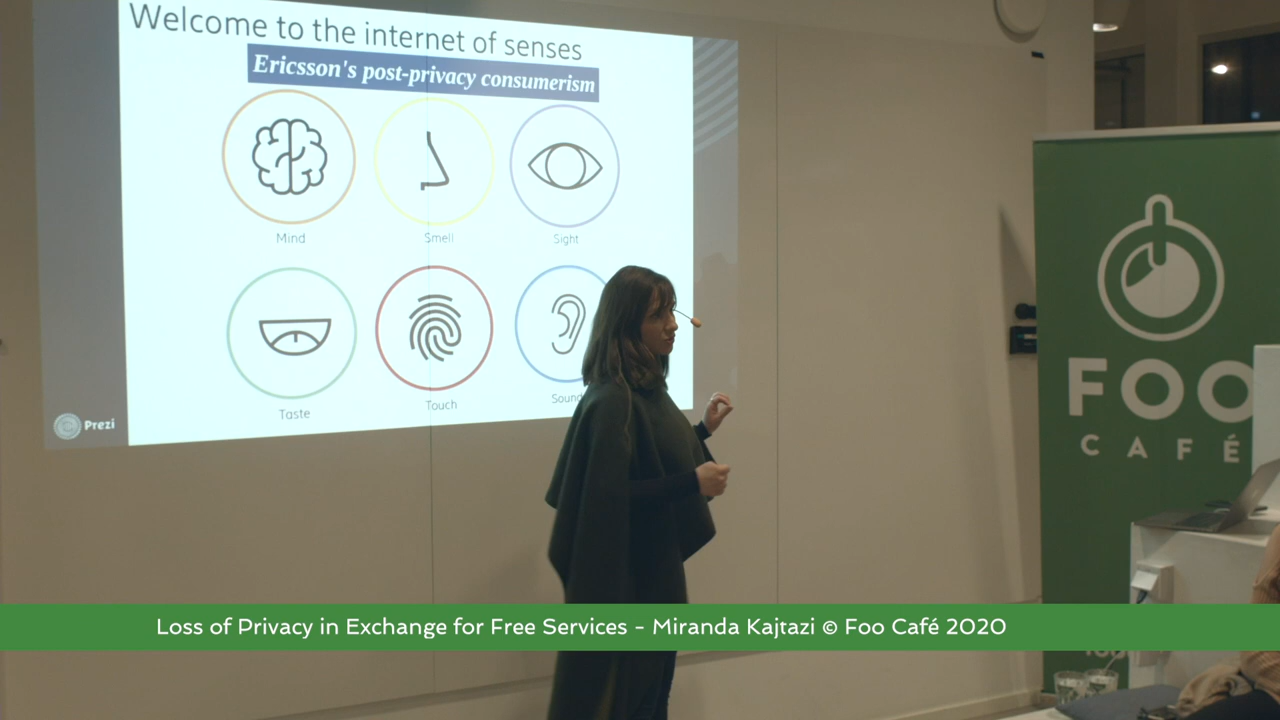 Welcome to the internet of senses
Ericsson's post-privacy consumerism
Mind
Smell
Sight
Taste
Touch
Sound
Prezi
FOO
CAFÉ
Loss of Privacy in Exchange for Free Services - Miranda Kajtazi © Foo Café 2020